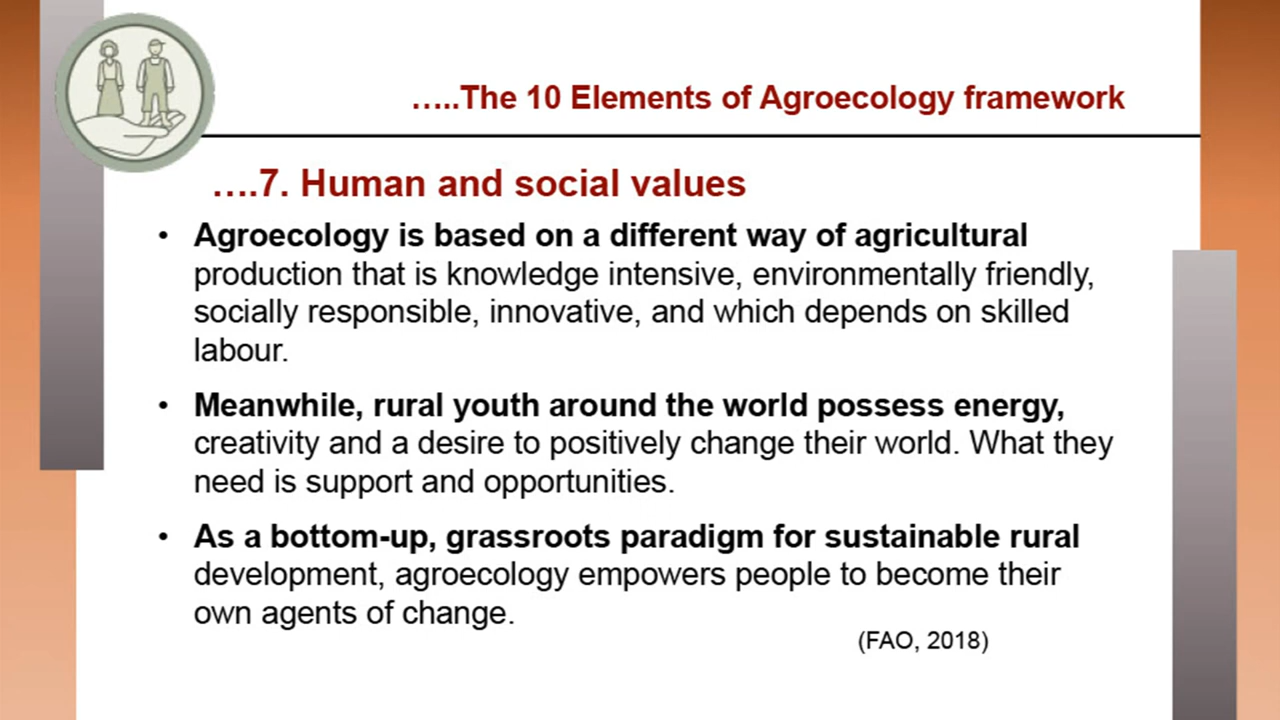 …..The 10 Elements of Agroecology framework
….7. Human and social values
• Agroecology is based on a different way of agricultural
production that is knowledge intensive, environmentally friendly,
socially responsible, innovative, and which depends on skilled
labour.
• Meanwhile, rural youth around the world possess energy,
creativity and a desire to positively change their world. What they
need is support and opportunities.
• As a bottom-up, grassroots paradigm for sustainable rural
development, agroecology empowers people to become their
own agents of change.
(FAO, 2018)